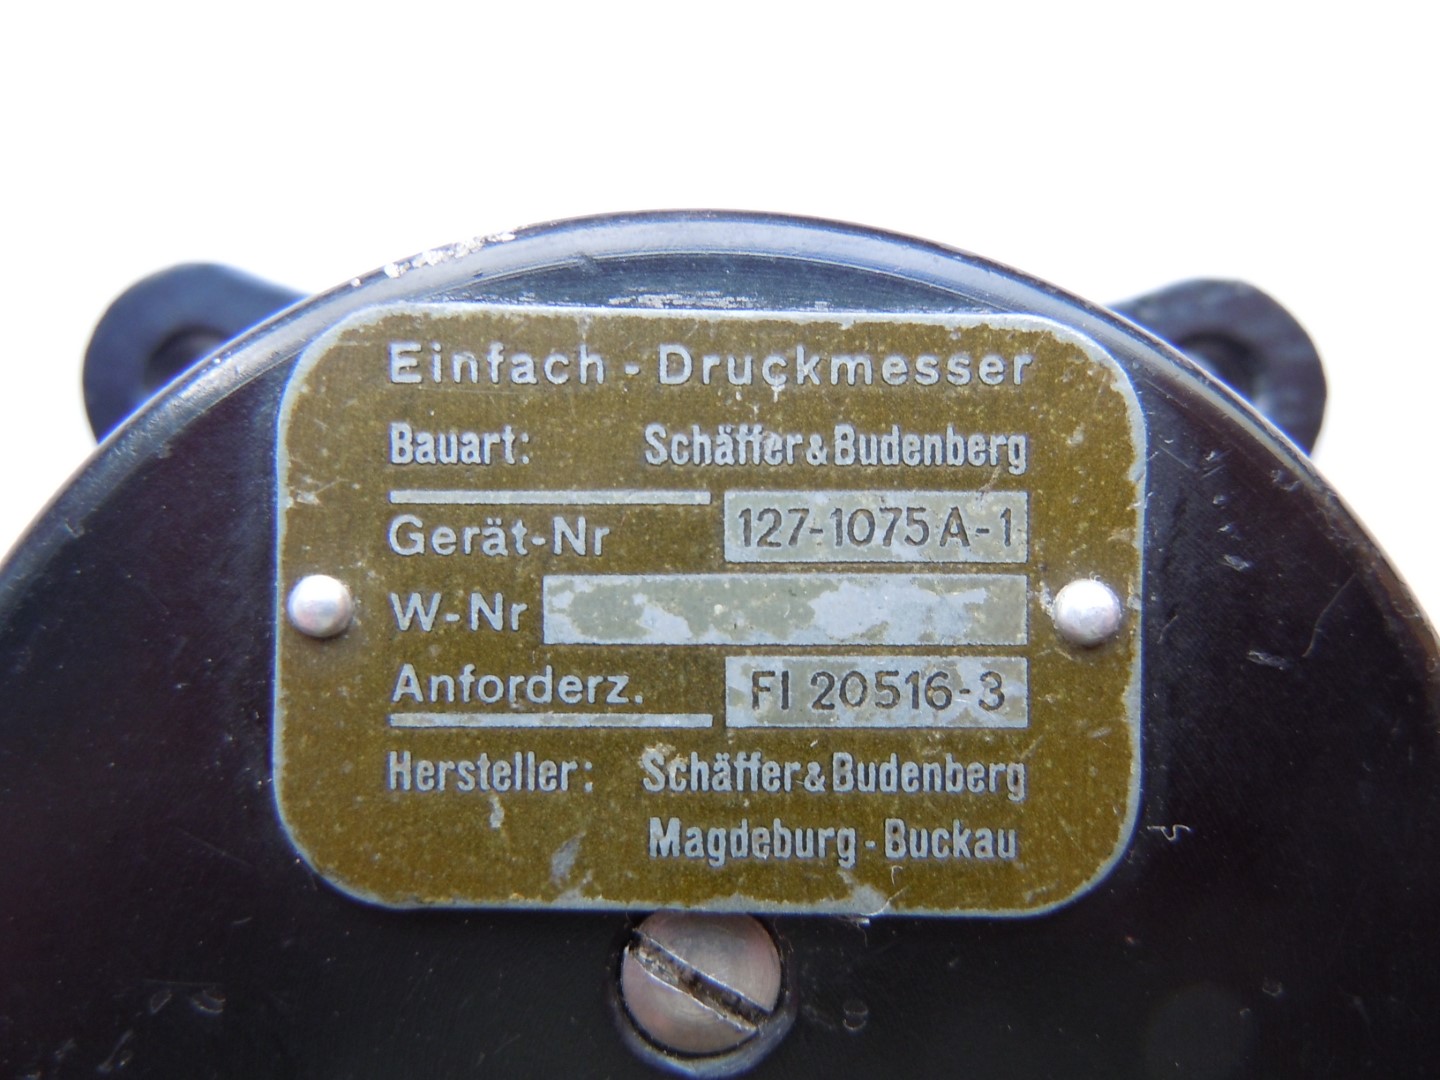 Einfach - Druckmesser
Bauart: Schäffer & Budenberg
Gerät-Nr 127-1075 A-1
W-Nr
Anforderz. Fl 20516-3
Hersteller: Schäffer & Budenberg
Magdeburg - Buckau